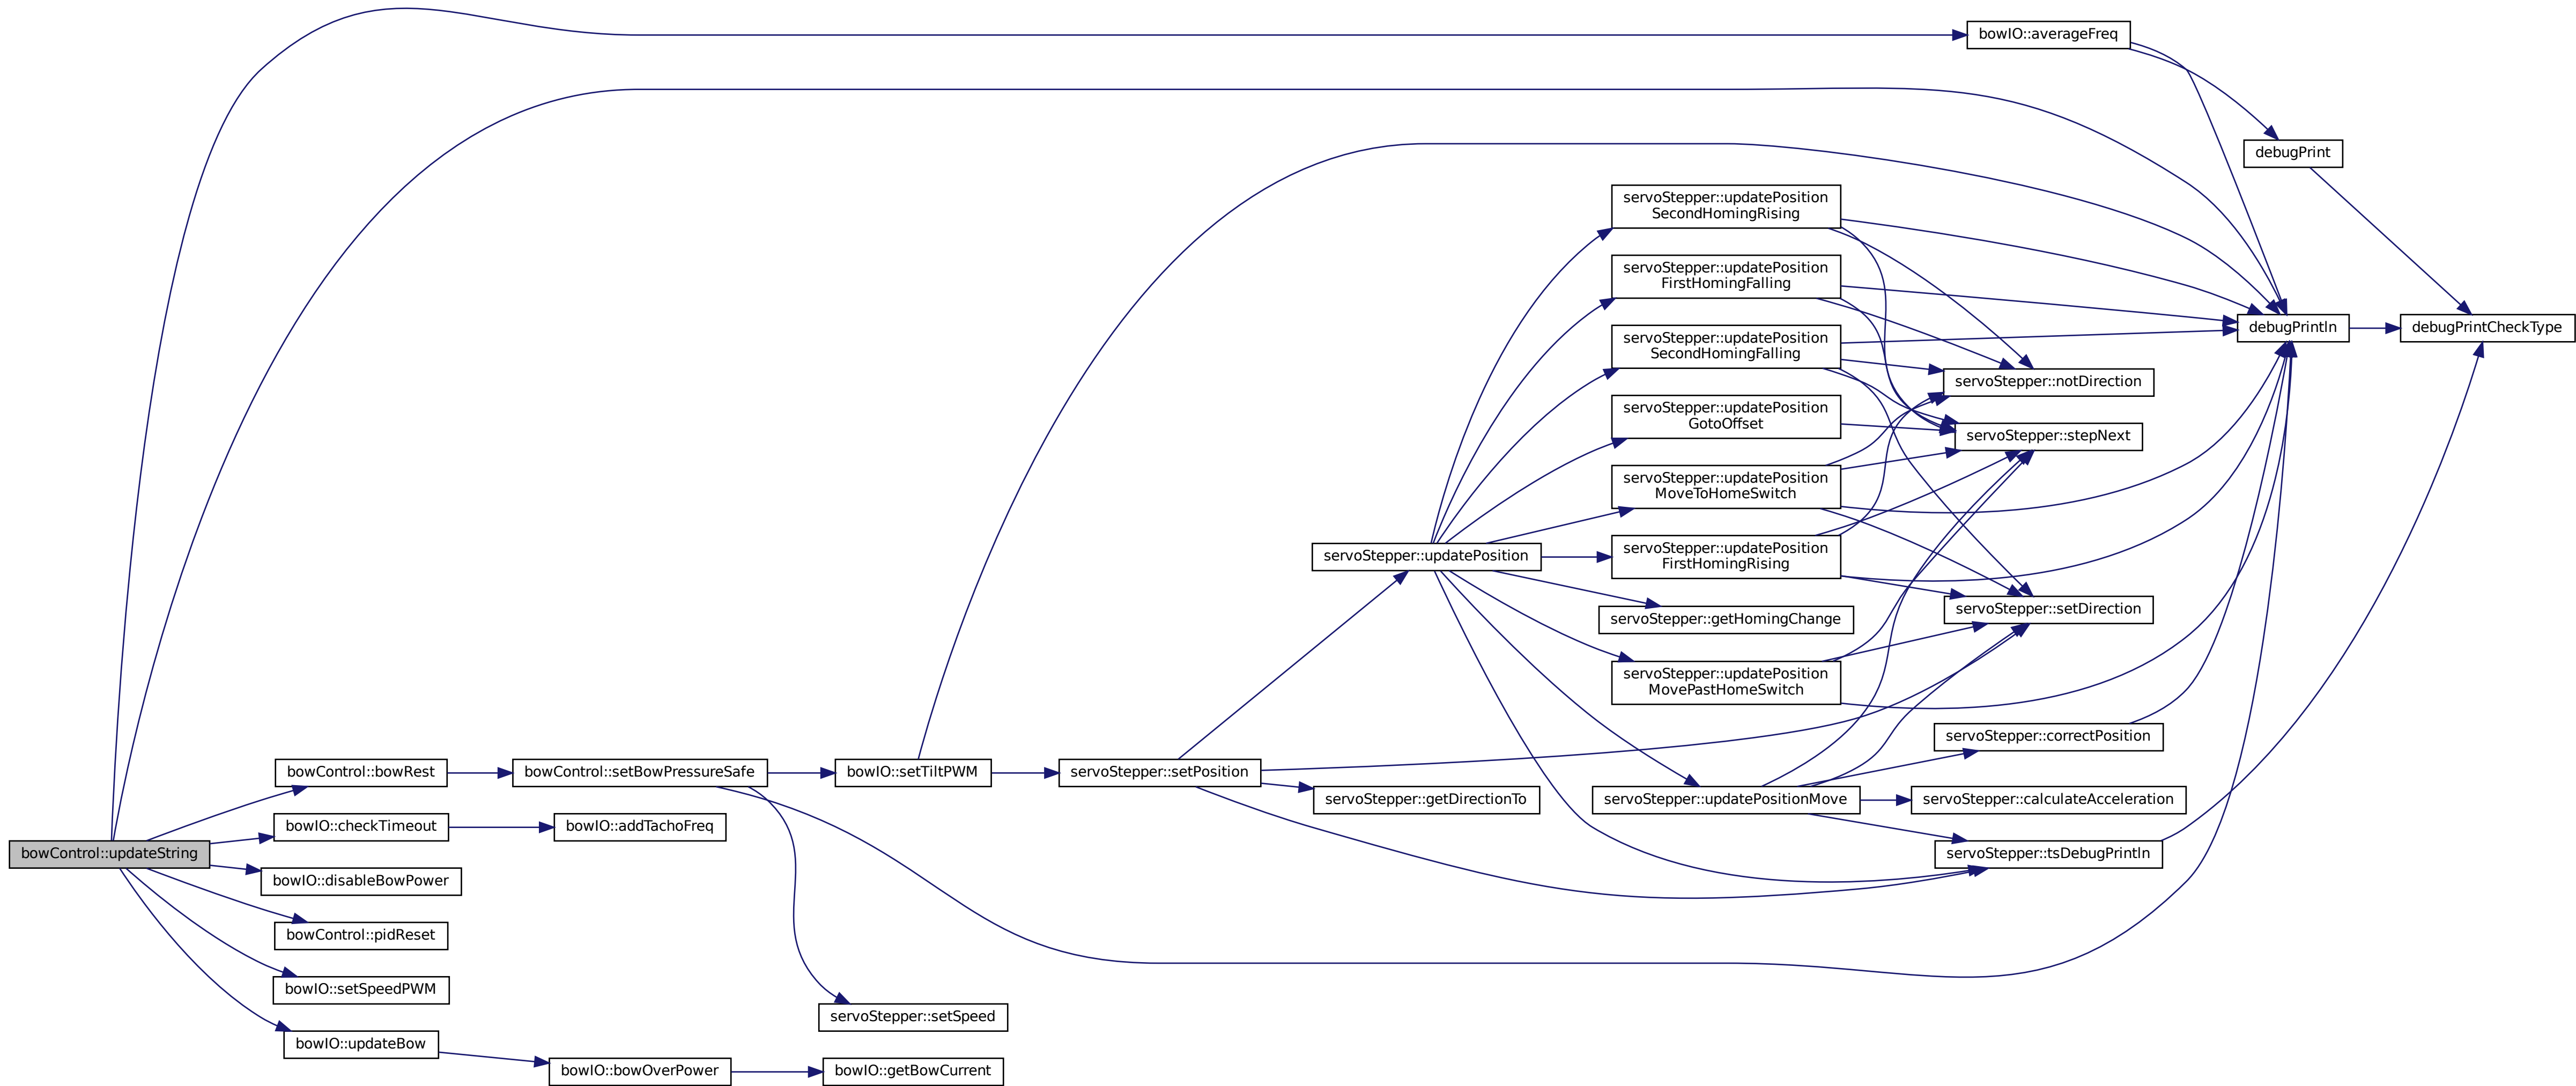 bowIO::averageFreq
debugPrint
servoStepper::updatePosition
SecondHomingRising
servoStepper::updatePosition
FirstHomingFalling
servoStepper::updatePosition
SecondHomingFalling
debugPrintln
debugPrintCheckType
servoStepper::notDirection
servoStepper::updatePosition
GotoOffset
servoStepper::stepNext
servoStepper::updatePosition
MoveToHomeSwitch
servoStepper::updatePosition
servoStepper::updatePosition
FirstHomingRising
servoStepper::getHomingChange
servoStepper::setDirection
servoStepper::updatePosition
MovePastHomeSwitch
servoStepper::correctPosition
bowControl::bowRest
bowControl::setBowPressureSafe
bowIO::setTiltPWM
servoStepper::setPosition
servoStepper::getDirectionTo
servoStepper::updatePositionMove
servoStepper::calculateAcceleration
bowIO::checkTimeout
bowIO::addTachoFreq
bowControl::updateString
servoStepper::tsDebugPrintln
bowIO::disableBowPower
bowControl::pidReset
bowIO::setSpeedPWM
servoStepper::setSpeed
bowIO::updateBow
bowIO::bowOverPower
bowIO::getBowCurrent